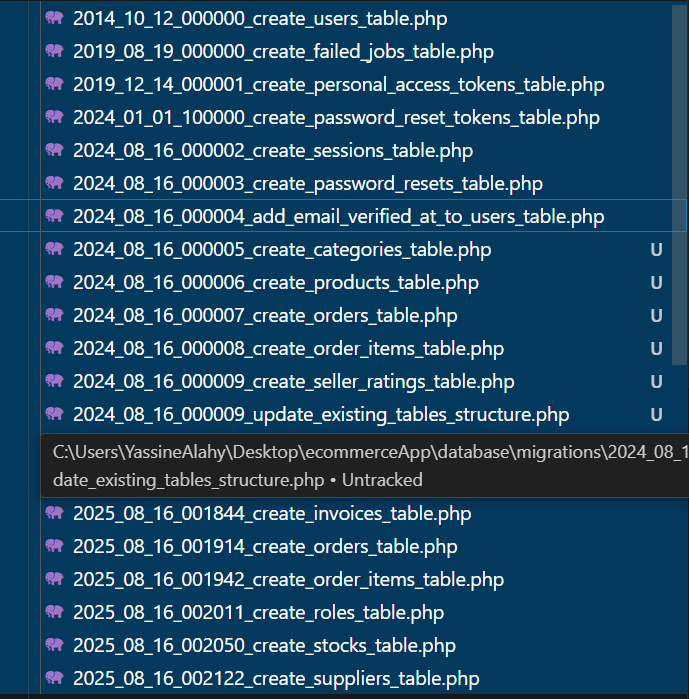 2014_10_12_000000_create_users_table.php
2019_08_19_000000_create_failed_jobs_table.php
2019_12_14_000001_create_personal_access_tokens_table.php
2024_01_01_100000_create_password_reset_tokens_table.php
2024_08_16_000002_create_sessions_table.php
2024_08_16_000003_create_password_resets_table.php
2024_08_16_000004_add_email_verified_at_to_users_table.php
2024_08_16_000005_create_categories_table.php U
2024_08_16_000006_create_products_table.php U
2024_08_16_000007_create_orders_table.php U
2024_08_16_000008_create_order_items_table.php U
2024_08_16_000009_create_seller_ratings_table.php U
2024_08_16_000009_update_existing_tables_structure.php U
C:\Users\YassineAlahy\Desktop\ecommerceApp\database\migrations\2024_08_1
date_existing_tables_structure.php • Untracked
2025_08_16_001844_create_invoices_table.php
2025_08_16_001914_create_orders_table.php
2025_08_16_001942_create_order_items_table.php
2025_08_16_002011_create_roles_table.php
2025_08_16_002050_create_stocks_table.php
2025_08_16_002122_create_suppliers_table.php